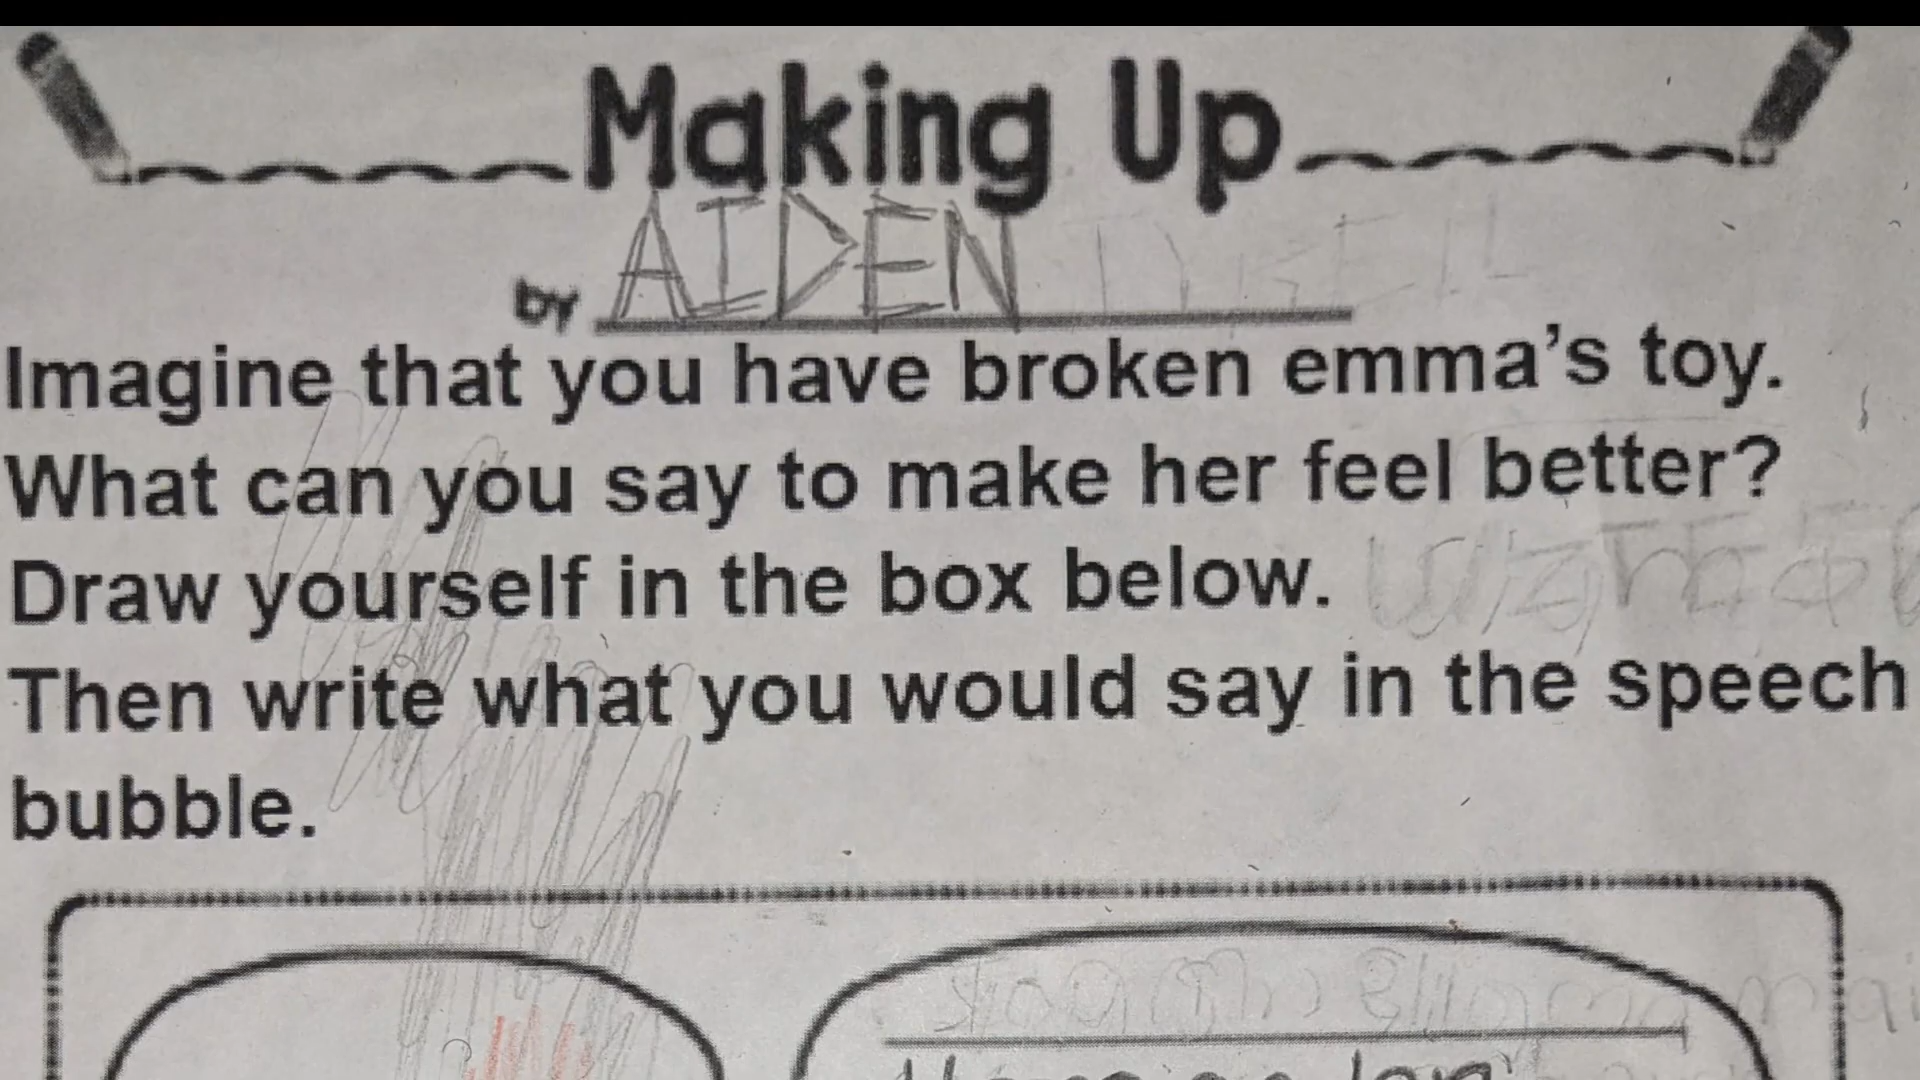 Making Up
by AIDEN
Imagine that you have broken emma's toy.
What can you say to make her feel better?
Draw yourself in the box below.
Then write what you would say in the speech
bubble.